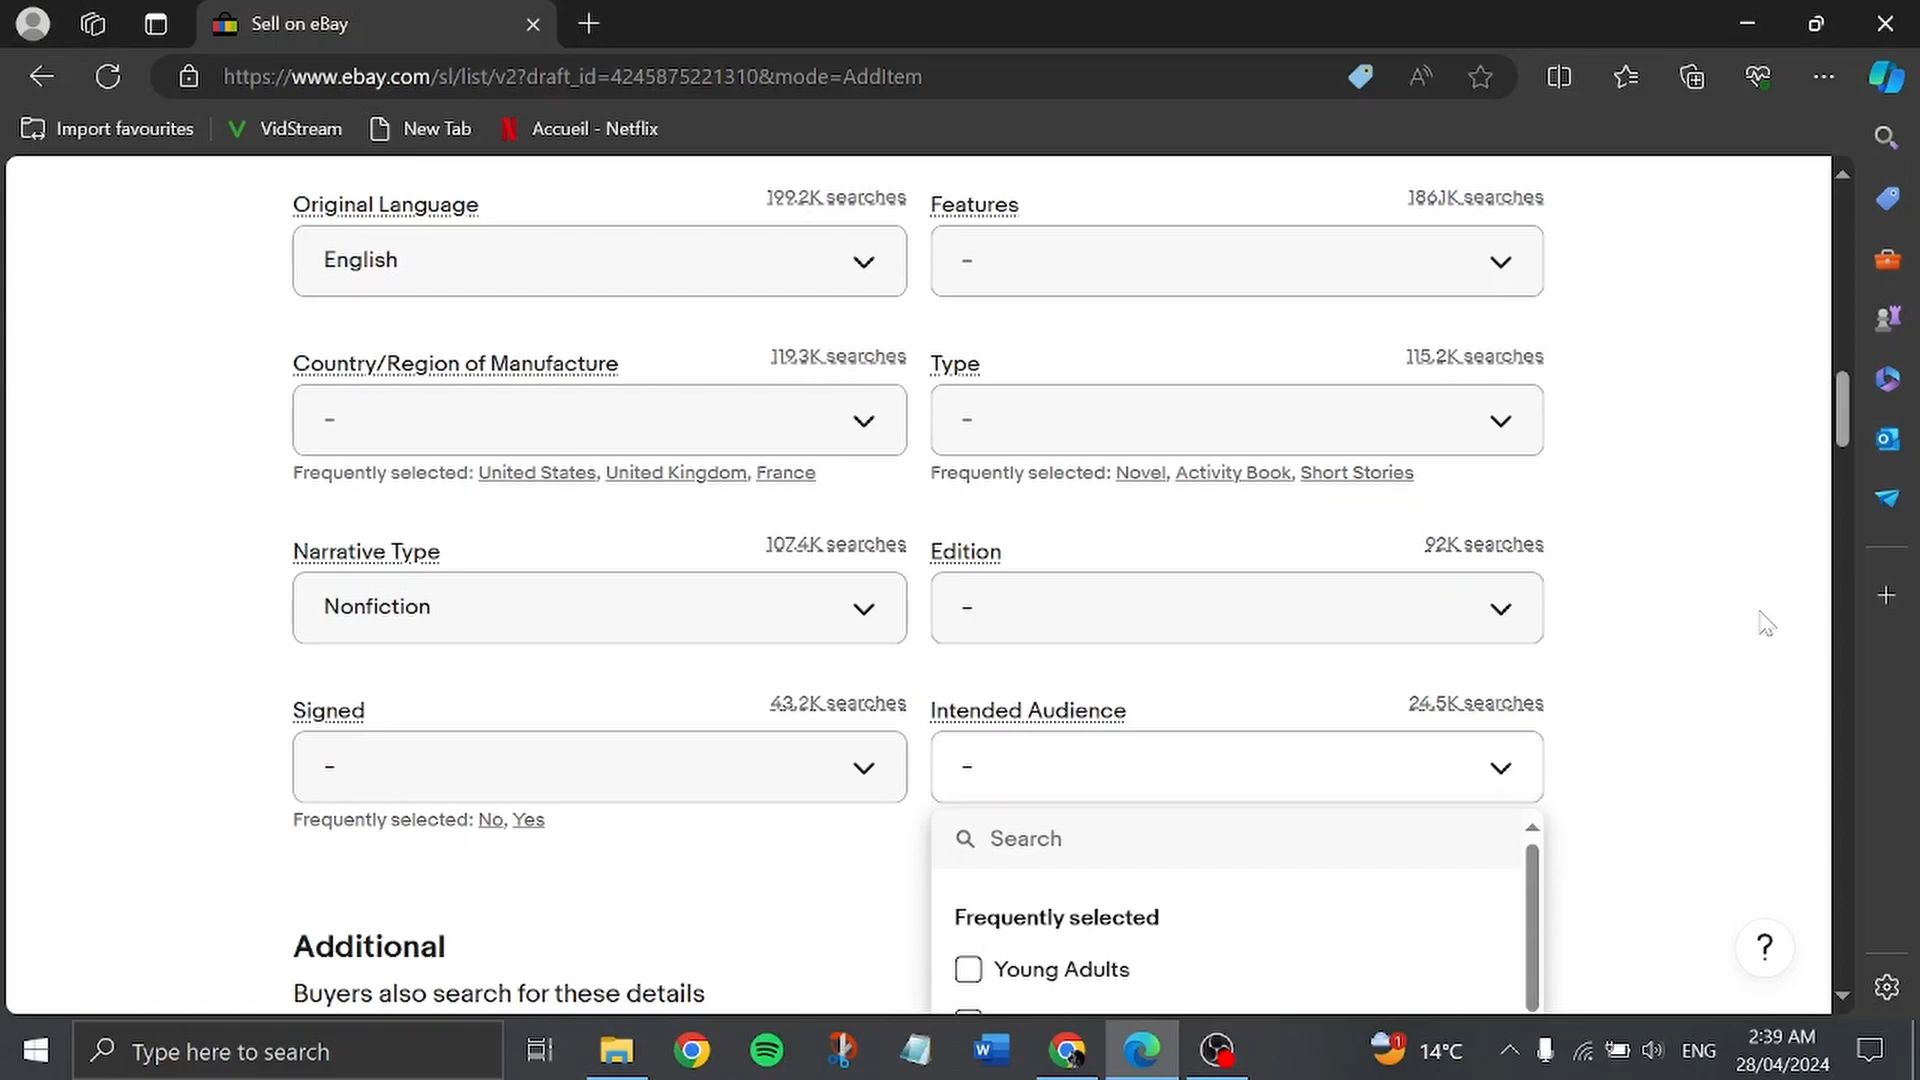 Sell on eBay
https://www.ebay.com/sl/list/v2?draft_id=4245875221310&mode=AddItem
Import favourites VidStream New Tab Accueil - Netflix
Original Language 199.2K searches Features 186.1K searches
English –
Country/Region of Manufacture 119.3K searches Type 115.2K searches
– –
Frequently selected: United States, United Kingdom, France Frequently selected: Novel, Activity Book, Short Stories
Narrative Type 107.4K searches Edition 92K searches
Nonfiction –
Signed 43.2K searches Intended Audience 24.5K searches
– –
Frequently selected: No, Yes
Search
Frequently selected
Additional
Young Adults
Buyers also search for these details
?
Type here to search
1 14°C ENG 2:39 AM
28/04/2024